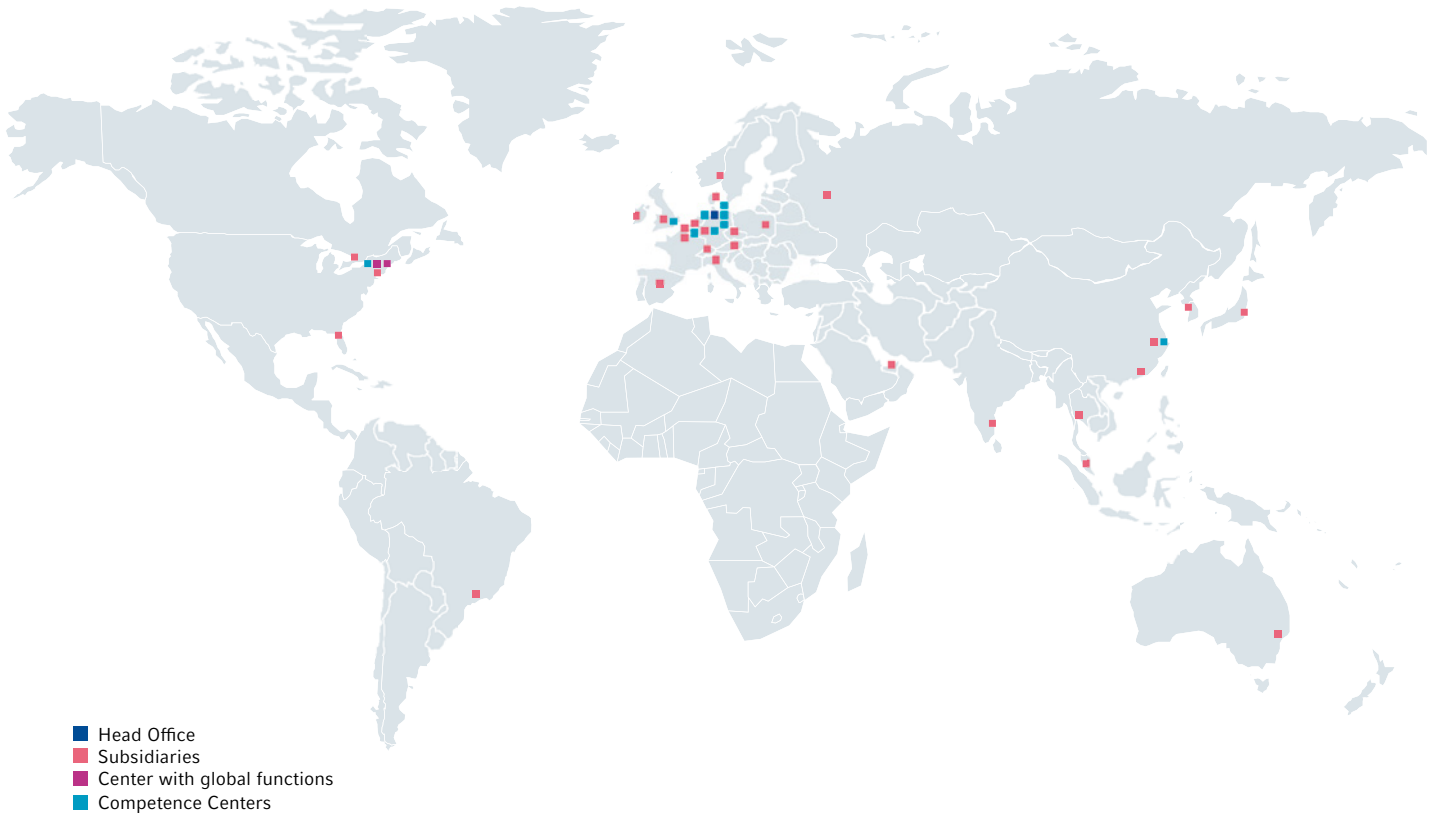 Head Office
Subsidiaries
Center with global functions
Competence Centers